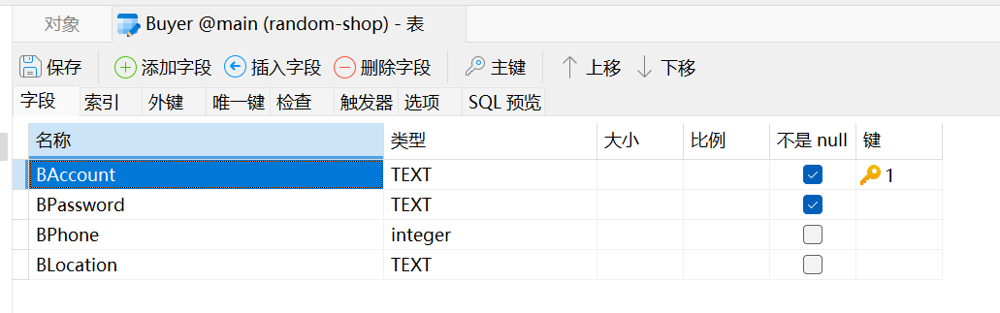 对象 Buyer @main (random-shop) - 表
保存 添加字段 插入字段 删除字段 主键 上移 下移
字段 索引 外键 唯一键 检查 触发器 选项 SQL 预览
名称 类型 大小 比例 不是 null 键
BAccount TEXT 1
BPassword TEXT
BPhone integer
BLocation TEXT